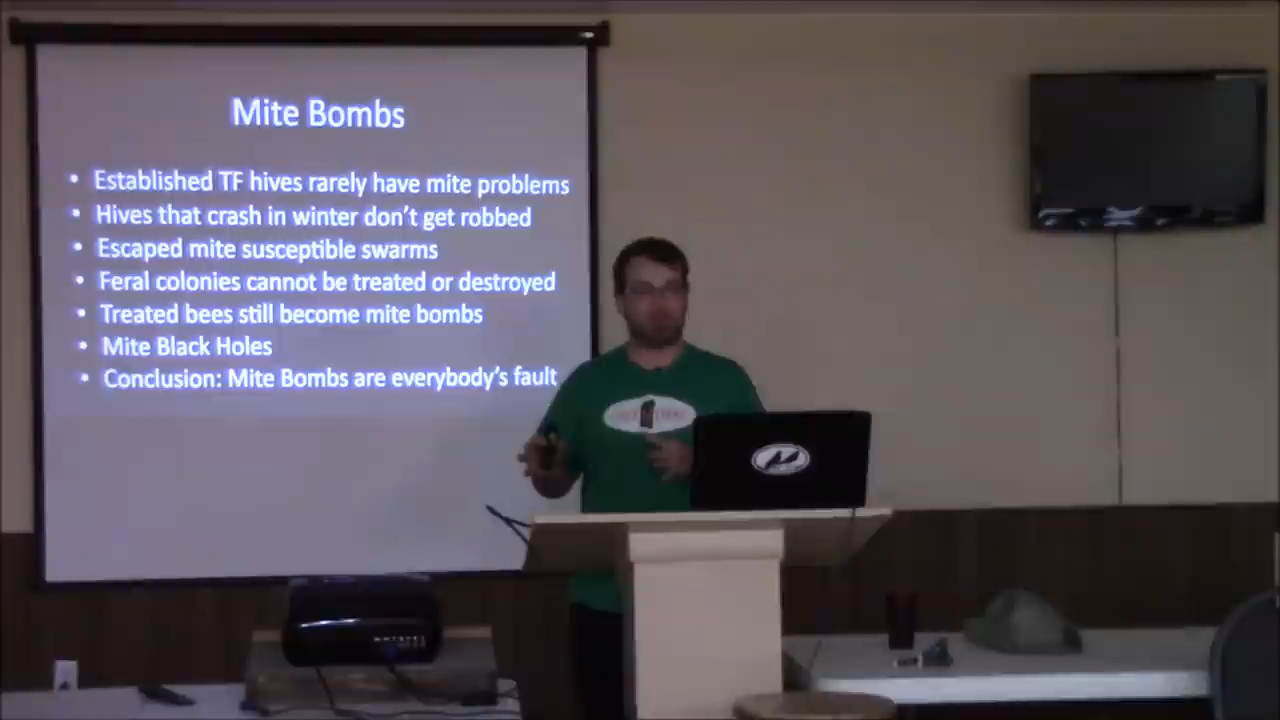 Mite Bombs
• Established TF hives rarely have mite problems
• Hives that crash in winter don't get robbed
• Escaped mite susceptible swarms
• Feral colonies cannot be treated or destroyed
• Treated bees still become mite bombs
• Mite Black Holes
• Conclusion: Mite Bombs are everybody's fault